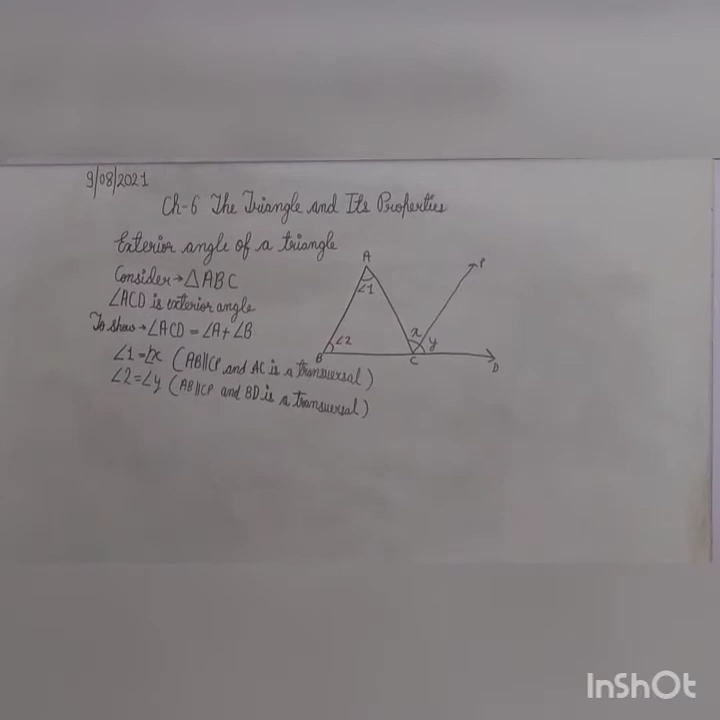 9/08/2021
Ch-6 The Triangle and Its Properties
Exterior angle of a triangle
Consider → △ABC
∠ACD is exterior angle
To show → ∠ACD = ∠A + ∠B
∠1 = ∠x (AB||CP and AC is a transversal)
∠2 = ∠y (AB||CP and BD is a transversal)
A
P
∠1
x
y
∠2
B
C
D
InShOt